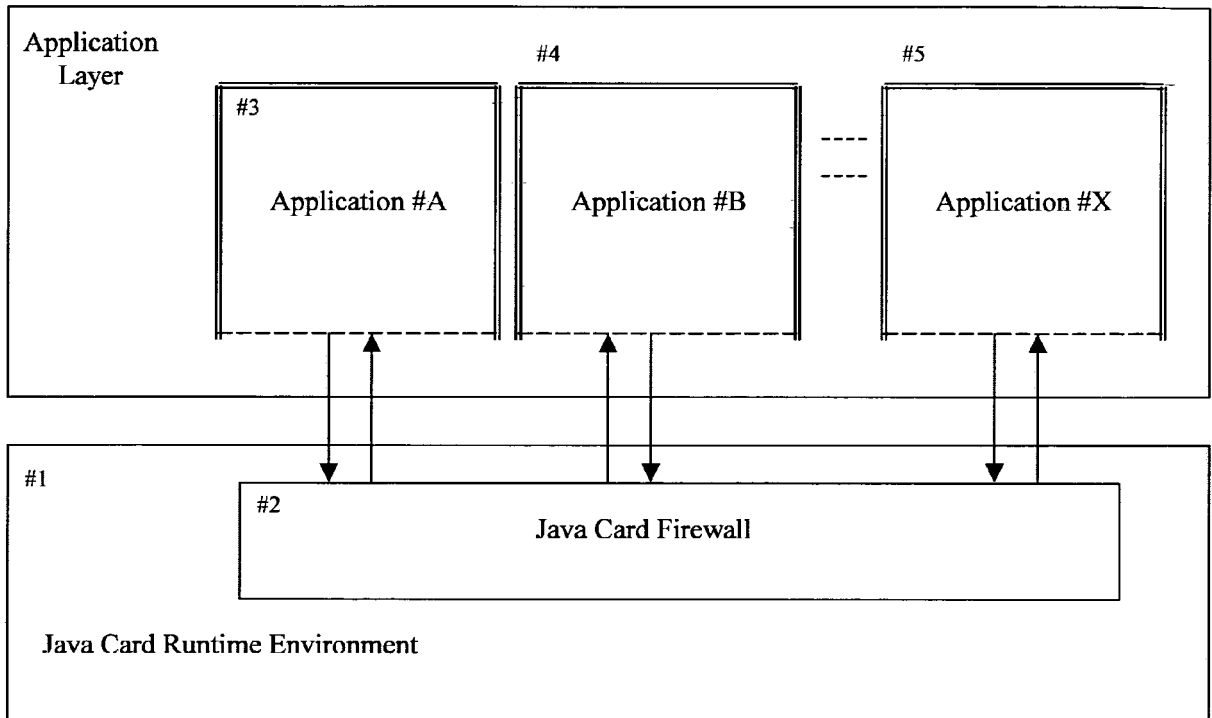 Application
Layer
#4
#5
#3
Application #A
Application #B
Application #X
#1
#2
Java Card Firewall
Java Card Runtime Environment